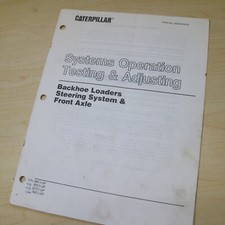 CATERPILLAR
Systems Operation
Testing & Adjusting
Backhoe Loaders
Steering System &
Front Axle